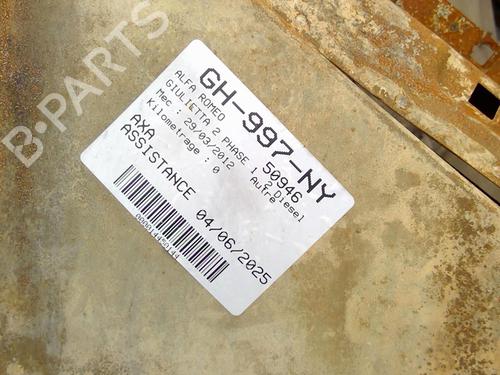 B-PARTS
GH-997-NY
50946
ALFA ROMEO
GIULIETTA 2 PHASE 1, 2 Diesel
Mec : 29/03/2012 Autre
Kilometrage : 0
AXA
ASSISTANCE 04/06/2025